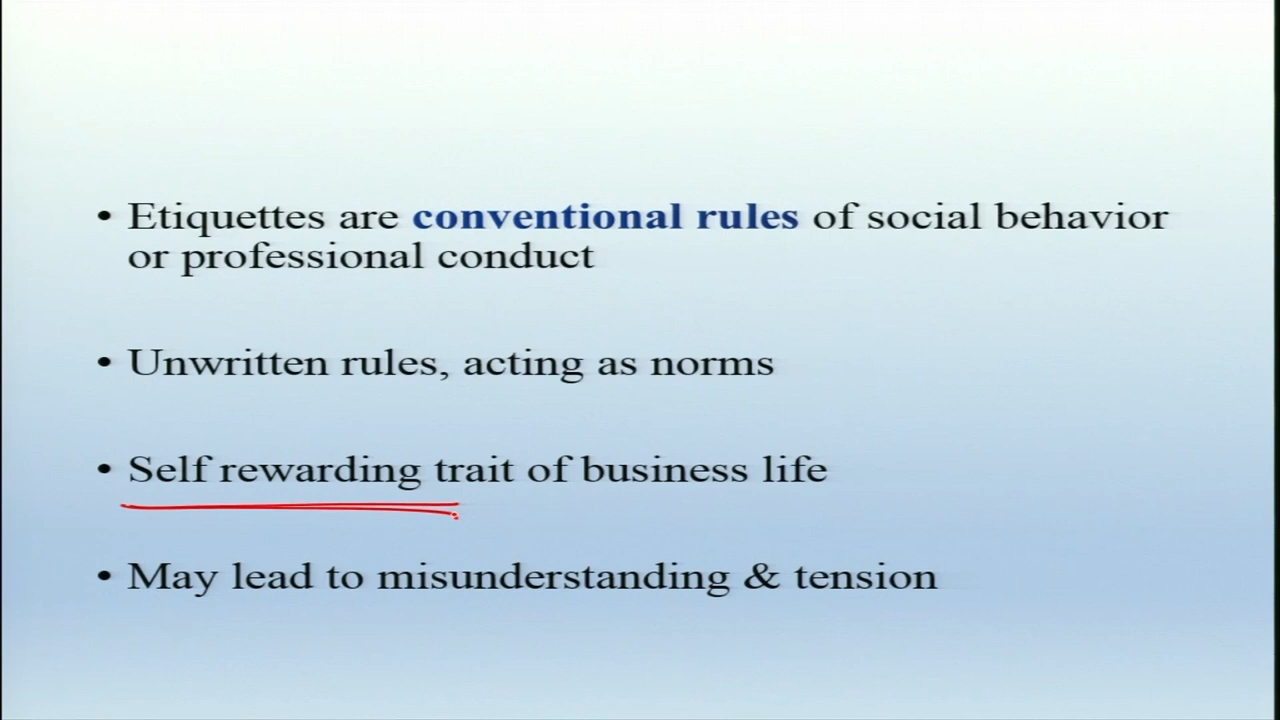 • Etiquettes are conventional rules of social behavior
or professional conduct
• Unwritten rules, acting as norms
• Self rewarding trait of business life
• May lead to misunderstanding & tension